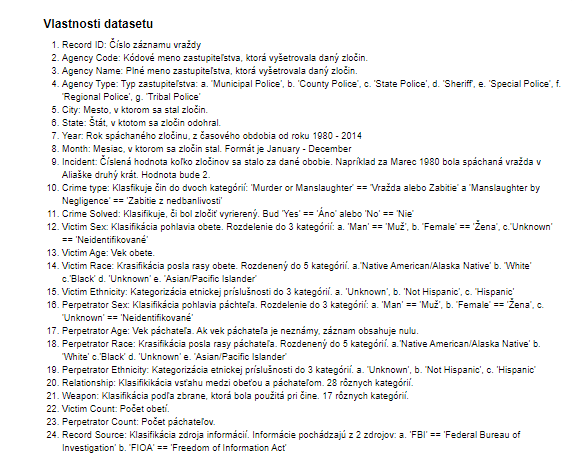 Vlastnosti datasetu
1. Record ID: Číslo záznamu vraždy
2. Agency Code: Kódové meno zastupiteľstva, ktorá vyšetrovala daný zločin.
3. Agency Name: Plné meno zastupiteľstva, ktorá vyšetrovala daný zločin.
4. Agency Type: Typ zastupiteľstva: a. 'Municipal Police', b. 'County Police', c. 'State Police', d. 'Sheriff', e. 'Special Police', f.
'Regional Police', g. 'Tribal Police'
5. City: Mesto, v ktorom sa stal zločin.
6. State: Štát, v ktotom sa zločin odohral.
7. Year: Rok spáchaného zločinu, z časového obdobia od roku 1980 - 2014
8. Month: Mesiac, v ktorom sa zločin stal. Formát je January - December
9. Incident: Číslená hodnota koľko zločinov sa stalo za dané obobie. Napríklad za Marec 1980 bola spáchaná vražda v
Aliaške druhý krát. Hodnota bude 2.
10. Crime type: Klasfikuje čin do dvoch kategórií: 'Murder or Manslaughter' == 'Vražda alebo Zabitie' a 'Manslaughter by
Negligence' == 'Zabitie z nedbanlivosti'
11. Crime Solved: Klasifikuje, či bol zločiť vyrierený. Bud 'Yes' == 'Áno' alebo 'No' == 'Nie'
12. Victim Sex: Klasifikácia pohlavia obete. Rozdelenie do 3 kategórií: a. 'Man' == 'Muž', b. 'Female' == 'Žena', c.'Unknown'
== 'Neidentifikované'
13. Victim Age: Vek obete.
14. Victim Race: Krasifikácia posla rasy obete. Rozdenený do 5 kategórií. a.'Native American/Alaska Native' b. 'White'
c.'Black' d. 'Unknown' e. 'Asian/Pacific Islander'
15. Victim Ethnicity: Kategorizácia etnickej príslušnosti do 3 kategórií. a. 'Unknown', b. 'Not Hispanic', c. 'Hispanic'
16. Perpetrator Sex: Klasifikácia pohlavia páchteľa. Rozdelenie do 3 kategórií: a. 'Man' == 'Muž', b. 'Female' == 'Žena', c.
'Unknown' == 'Neidentifikované'
17. Perpetrator Age: Vek páchateľa. Ak vek páchateľa je neznámy, záznam obsahuje nulu.
18. Perpetrator Race: Krasifikácia posla rasy páchateľa. Rozdenený do 5 kategórií. a.'Native American/Alaska Native' b.
'White' c.'Black' d. 'Unknown' e. 'Asian/Pacific Islander'
19. Perpetrator Ethnicity: Kategorizácia etnickej príslušnosti do 3 kategórií. a. 'Unknown', b. 'Not Hispanic', c. 'Hispanic'
20. Relationship: Klasifikikácia vsťahu medzi obeťou a páchateľom. 28 rôznych kategórií.
21. Weapon: Klasifikácia podľa zbrane, ktorá bola použitá pri čine. 17 rôznych kategórií.
22. Victim Count: Počet obetí.
23. Perpetrator Count: Počet páchateľov.
24. Record Source: Klasifikácia zdroja informácií. Informácie pochádzajú z 2 zdrojov: a. 'FBI' == 'Federal Bureau of
Investigation' b. 'FIOA' == 'Freedom of Information Act'